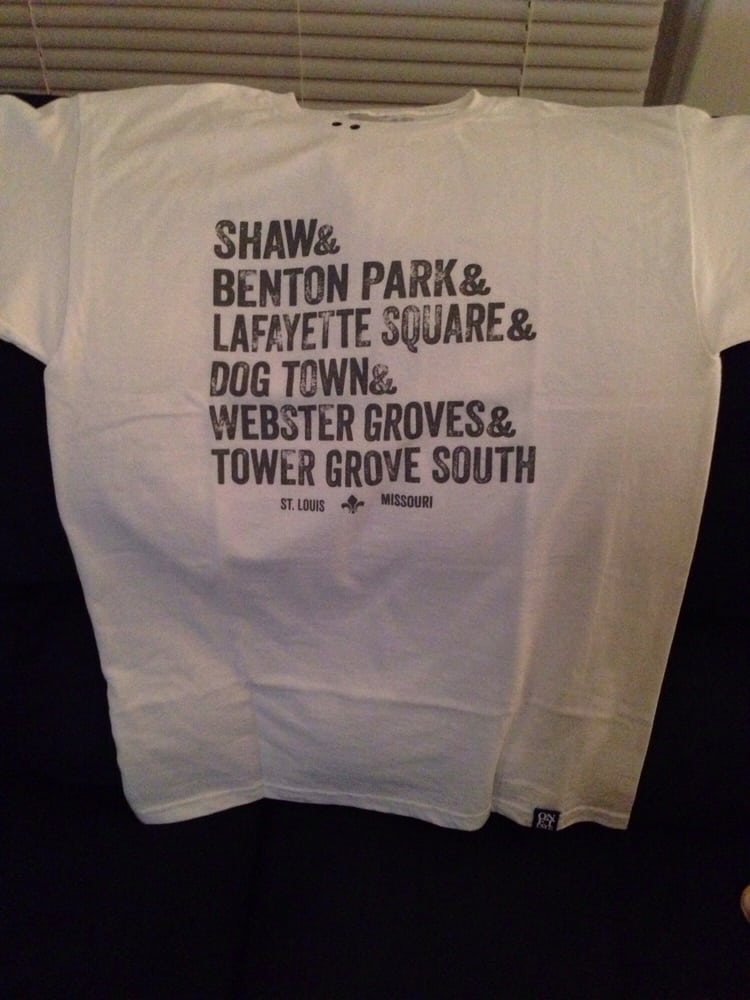 SHAW&
BENTON PARK&
LAFAYETTE SQUARE&
DOG TOWN&
WEBSTER GROVES&
TOWER GROVE SOUTH
ST. LOUIS MISSOURI